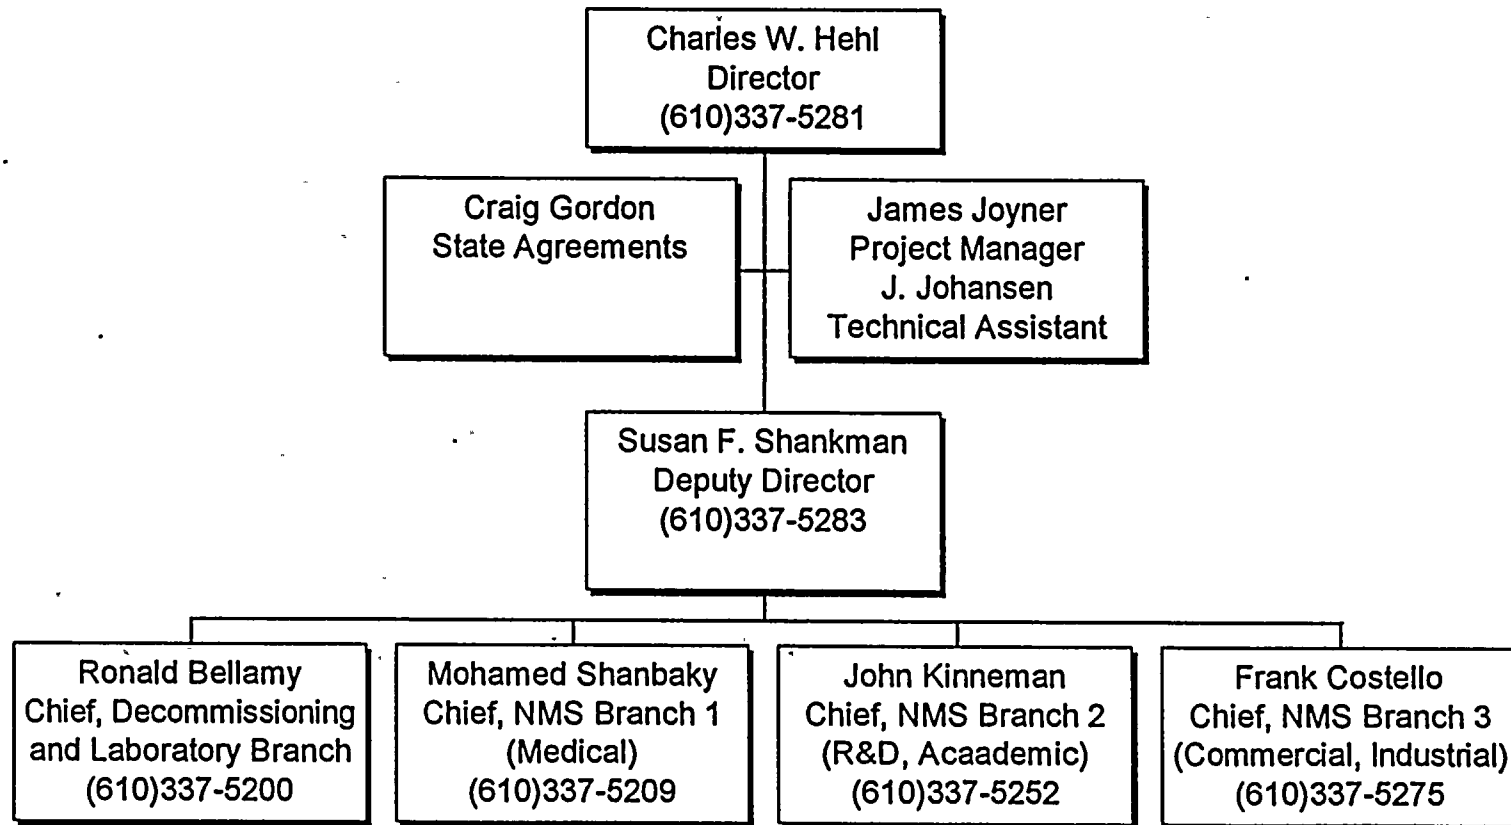 Charles W. Hehl
Director
(610)337-5281
Craig Gordon
State Agreements
James Joyner
Project Manager
J. Johansen
Technical Assistant
Susan F. Shankman
Deputy Director
(610)337-5283
Ronald Bellamy
Chief, Decommissioning
and Laboratory Branch
(610)337-5200
Mohamed Shanbaky
Chief, NMS Branch 1
(Medical)
(610)337-5209
John Kinneman
Chief, NMS Branch 2
(R&D, Acaademic)
(610)337-5252
Frank Costello
Chief, NMS Branch 3
(Commercial, Industrial)
(610)337-5275